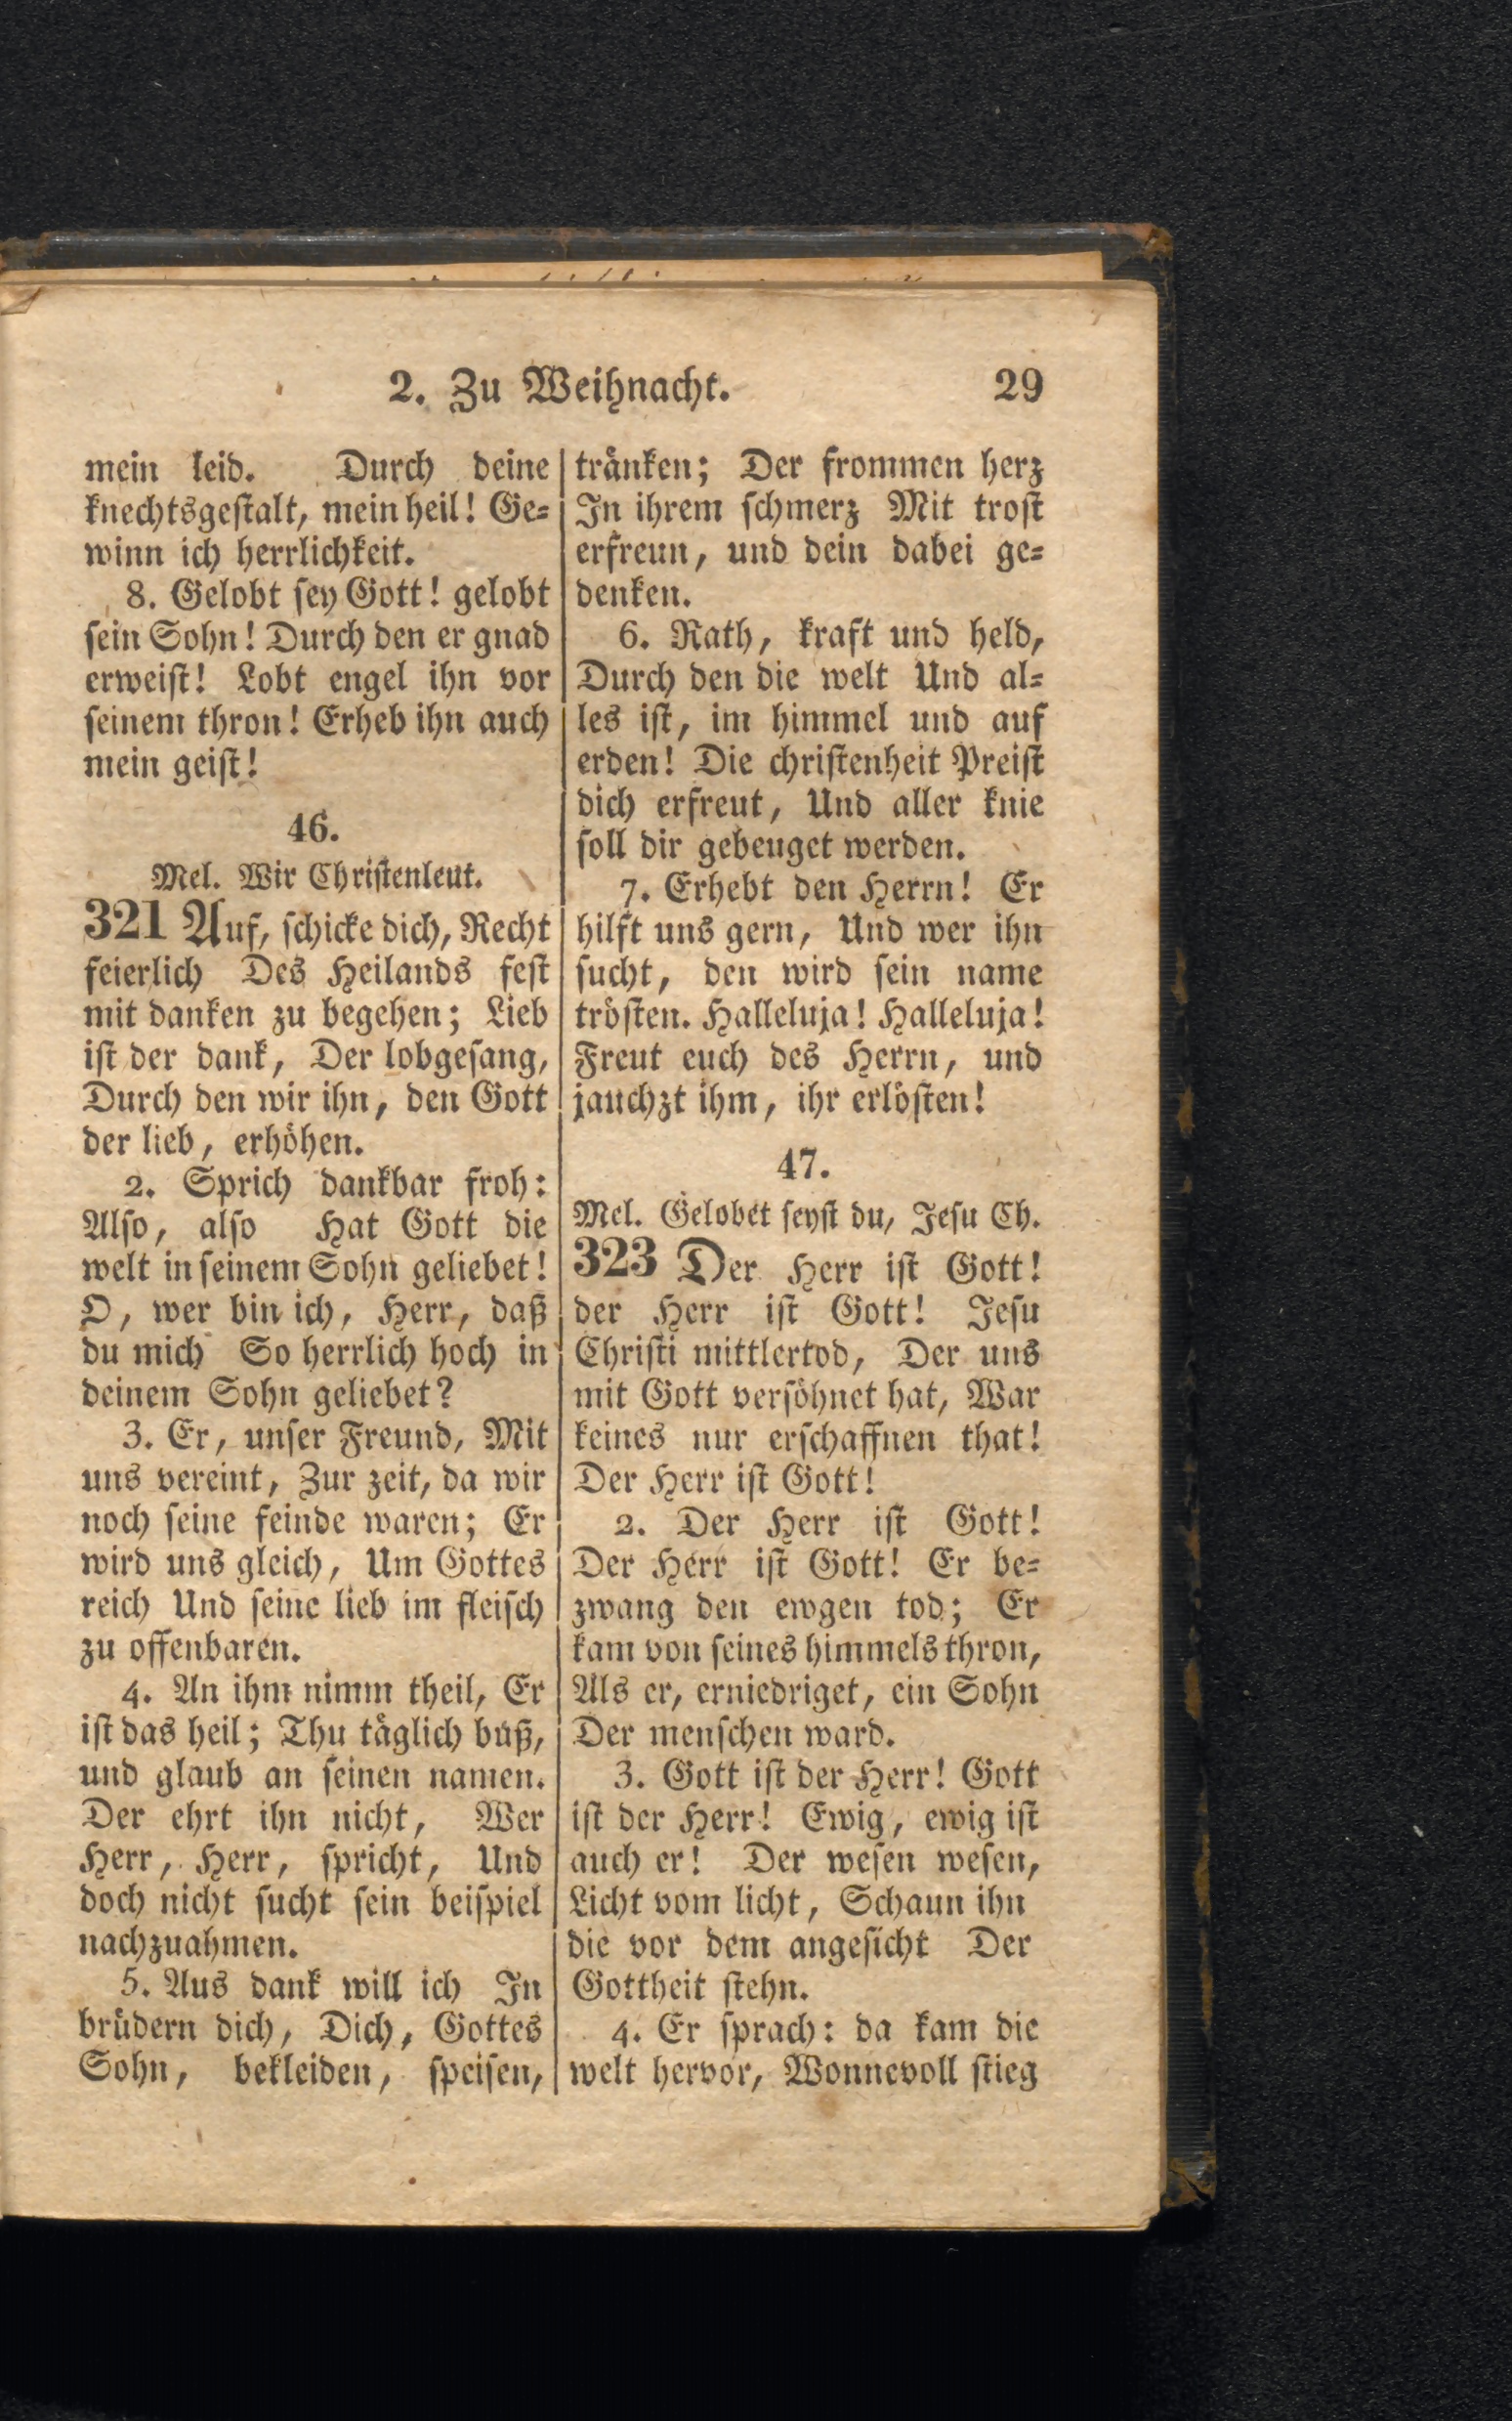 2. Zu Weihnacht. 29
mein leid. Durch deine
knechtsgestalt, mein heil! Ge=
winn ich herrlichkeit.
8. Gelobt sey Gott! gelobt
sein Sohn! Durch den er gnad
erweist! Lobt engel ihn vor
seinem thron! Erheb ihn auch
mein geist!
46.
Mel. Wir Christenleut.
321 Auf, schicke dich, Recht
feierlich Des Heilands fest
mit danken zu begehen; Lieb
ist der dank, Der lobgesang,
Durch den wir ihn, den Gott
der lieb, erhöhen.
2. Sprich dankbar froh:
Also, also Hat Gott die
welt in seinem Sohn geliebet!
O, wer bin ich, Herr, daß
du mich So herrlich hoch in
deinem Sohn geliebet?
3. Er, unser Freund, Mit
uns vereint, Zur zeit, da wir
noch seine feinde waren; Er
wird uns gleich, Um Gottes
reich Und seine lieb im fleisch
zu offenbaren.
4. An ihm nimm theil, Er
ist das heil; Thu täglich buß,
und glaub an seinen namen.
Der ehrt ihn nicht, Wer
Herr, Herr, spricht, Und
doch nicht sucht sein beispiel
nachzuahmen.
5. Aus dank will ich In
brüdern dich, Dich, Gottes
Sohn, bekleiden, speisen,
tränken; Der frommen herz
In ihrem schmerz Mit trost
erfreun, und dein dabei ge=
denken.
6. Rath, kraft und held,
Durch den die welt Und al=
les ist, im himmel und auf
erden! Die christenheit Preist
dich erfreut, Und aller knie
soll dir gebeuget werden.
7. Erhebt den Herrn! Er
hilft uns gern, Und wer ihn
sucht, den wird sein name
trösten. Halleluja! Halleluja!
Freut euch des Herrn, und
jauchzt ihm, ihr erlösten!
47.
Mel. Gelobet seyst du, Jesu Ch.
323 Der Herr ist Gott!
der Herr ist Gott! Jesu
Christi mittlertod, Der uns
mit Gott versöhnet hat, War
keines nur erschaffnen that!
Der Herr ist Gott!
2. Der Herr ist Gott!
Der Herr ist Gott! Er be=
zwang den ewgen tod; Er
kam von seines himmels thron,
Als er, erniedriget, ein Sohn
Der menschen ward.
3. Gott ist der Herr! Gott
ist der Herr! Ewig, ewig ist
auch er! Der wesen wesen,
Licht vom licht, Schaun ihn
die vor dem angesicht Der
Gottheit stehn.
4. Er sprach: da kam die
welt hervor, Wonnevoll stieg